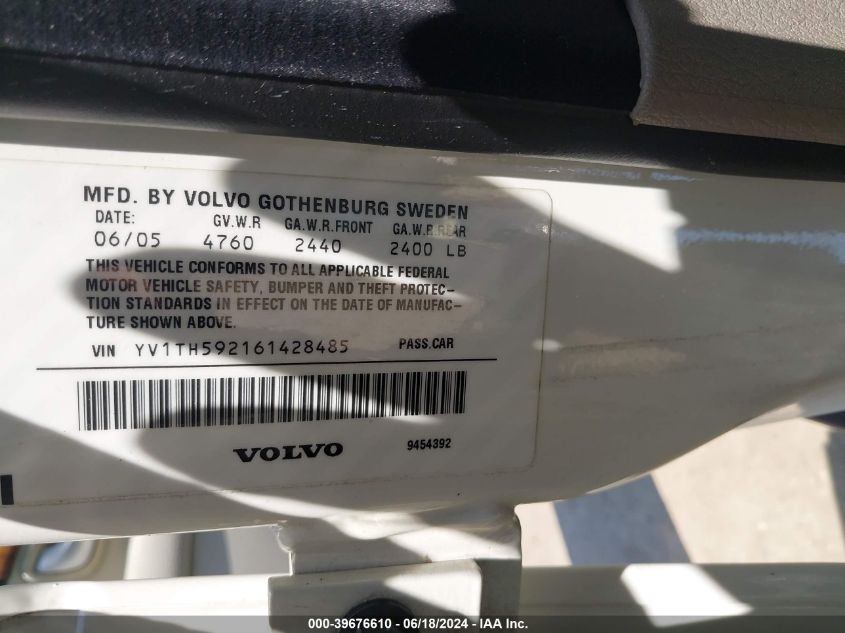 MFD. BY VOLVO GOTHENBURG SWEDEN
DATE: GV.W.R GA.W.R.FRONT GA.W.R.REAR
06/05 4760 2440 2400 LB
THIS VEHICLE CONFORMS TO ALL APPLICABLE FEDERAL
MOTOR VEHICLE SAFETY, BUMPER AND THEFT PROTEC-
TION STANDARDS IN EFFECT ON THE DATE OF MANUFAC-
TURE SHOWN ABOVE.
VIN YV1TH592161428485 PASS.CAR
VOLVO 9454392
000-39676610 - 06/18/2024 - IAA Inc.